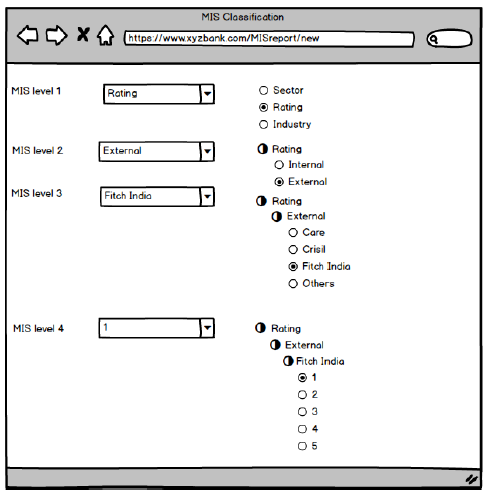 MIS Classification
https://www.xyzbank.com/MISreport/new
MIS level 1
Rating
Sector
Rating
Industry
MIS level 2
External
Rating
Internal
External
MIS level 3
Fitch India
Rating
External
Care
Crisil
Fitch India
Others
MIS level 4
1
Rating
External
Fitch India
1
2
3
4
5